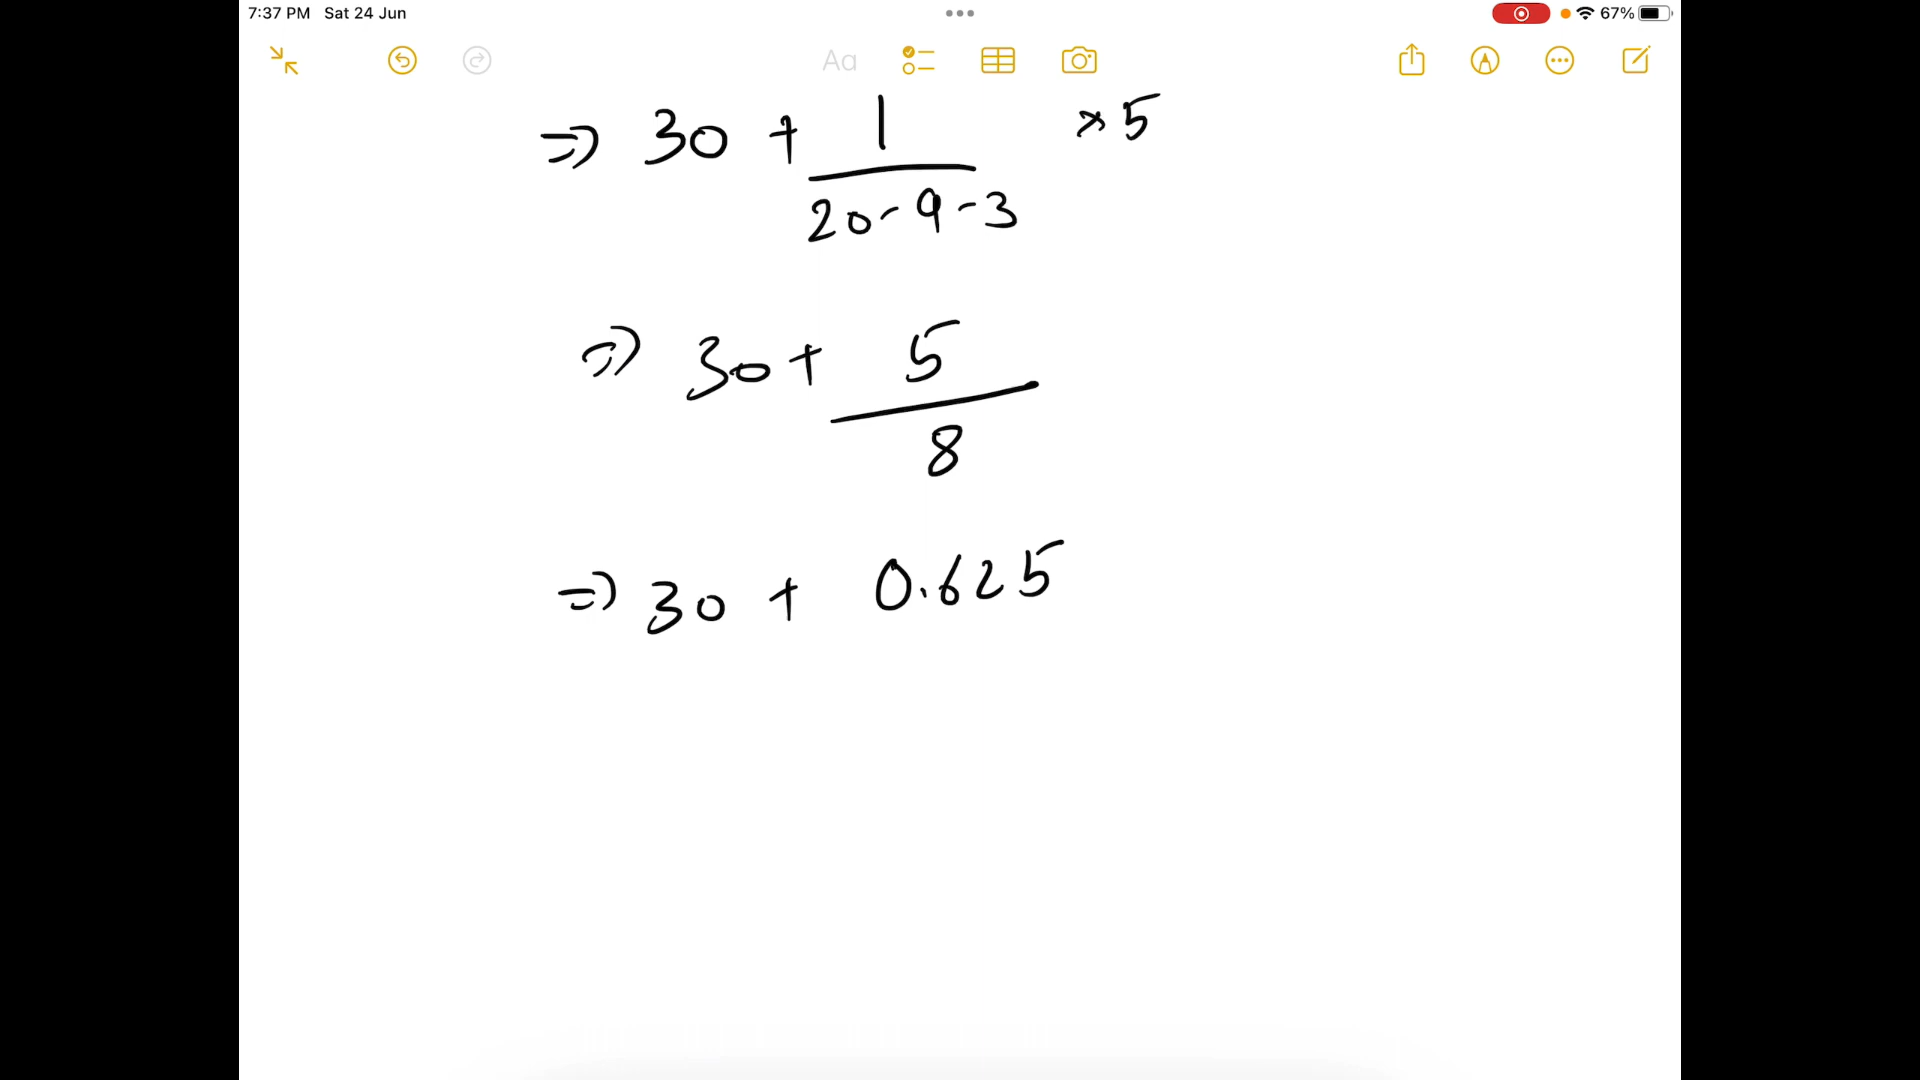 7:37 PM Sat 24 Jun
67%
Aa
⇒ 30 + 1 × 5
20 - 9 - 3
⇒ 30 + 5
8
⇒ 30 + 0.625